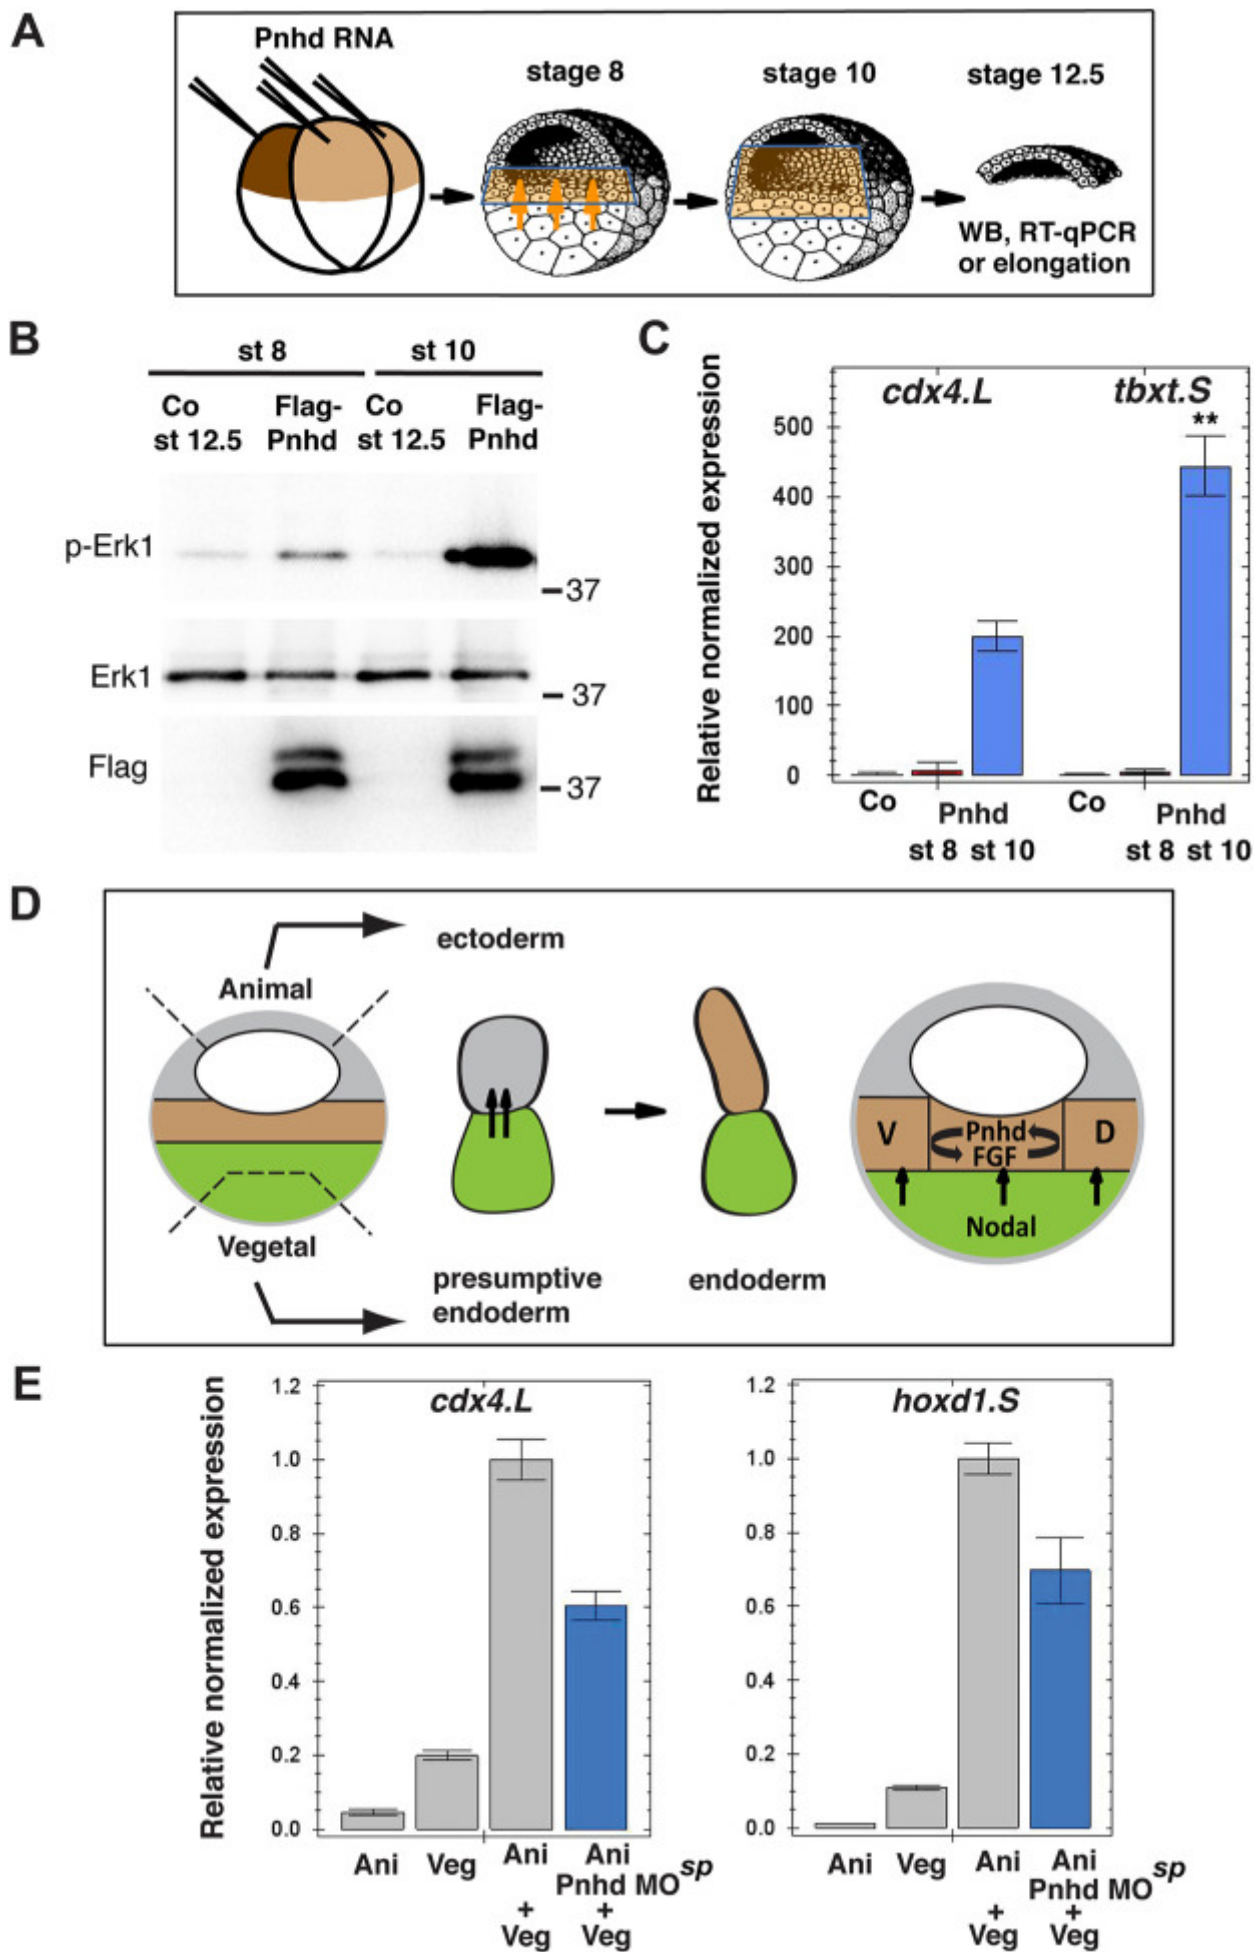 A
Pnhd RNA
stage 8
stage 10
stage 12.5
WB, RT-qPCR
or elongation
B
st 8
st 10
Co
st 12.5
Flag-
Pnhd
Co
st 12.5
Flag-
Pnhd
p-Erk1
37
Erk1
37
Flag
37
C
Relative normalized expression
cdx4.L
tbxt.S
**
500
400
300
200
100
0
Co
Pnhd
st 8 st 10
Co
Pnhd
st 8 st 10
D
ectoderm
Animal
Vegetal
presumptive
endoderm
endoderm
V
Pnhd
FGF
D
Nodal
E
Relative normalized expression
cdx4.L
1.2
1.0
0.8
0.6
0.4
0.2
0.0
Ani
Veg
Ani
+
Veg
Ani
Pnhd MOsp
+
Veg
hoxd1.S
1.2
1.0
0.8
0.6
0.4
0.2
0.0
Ani
Veg
Ani
+
Veg
Ani
Pnhd MOsp
+
Veg